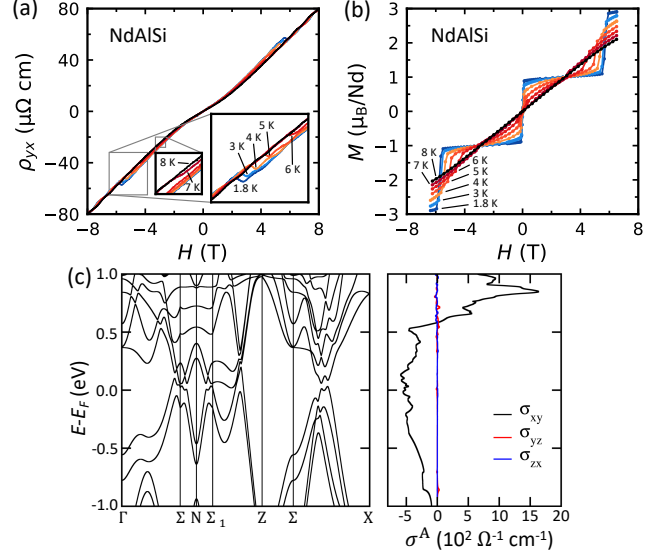 (a)
NdAlSi
ρyx (μΩ cm)
80
40
0
−40
−80
−8
−4
0
4
8
H (T)
8 K
7 K
5 K
4 K
3 K
1.8 K
6 K
(b)
NdAlSi
M (μB/Nd)
3
2
1
0
−1
−2
−3
−8
−4
0
4
8
H (T)
8 K
7 K
6 K
5 K
4 K
3 K
1.8 K
(c)
E-EF (eV)
1.0
0.5
0.0
-0.5
-1.0
Γ Σ N Σ1 Z Σ X
σxy
σyz
σzx
−5 0 5 10 15 20
σA [10² Ω-1 cm-1]